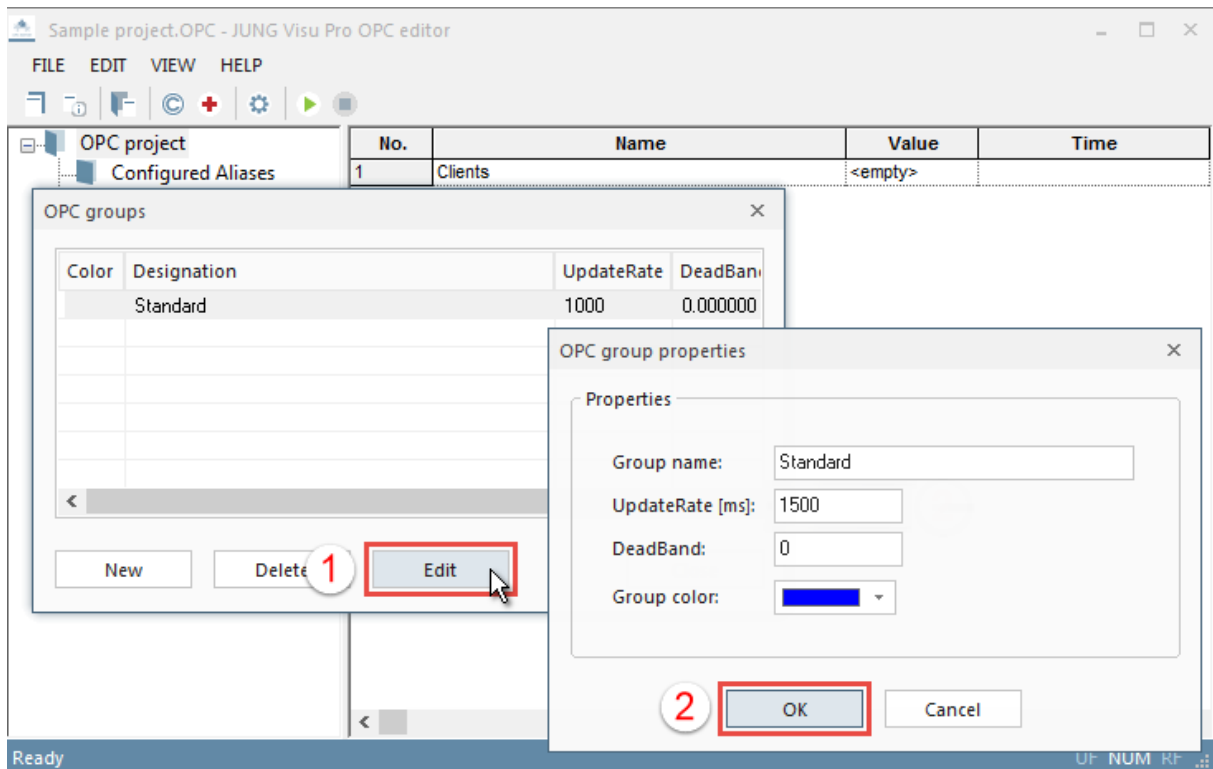 Sample project.OPC - JUNG Visu Pro OPC editor
FILE EDIT VIEW HELP
OPC project
Configured Aliases
No. Name Value Time
1 Clients <empty>
OPC groups
Color Designation UpdateRate DeadBan
Standard 1000 0.000000
New Delete 1 Edit
OPC group properties
Properties
Group name: Standard
UpdateRate [ms]: 1500
DeadBand: 0
Group color:
2 OK Cancel
Ready UF NUM RF